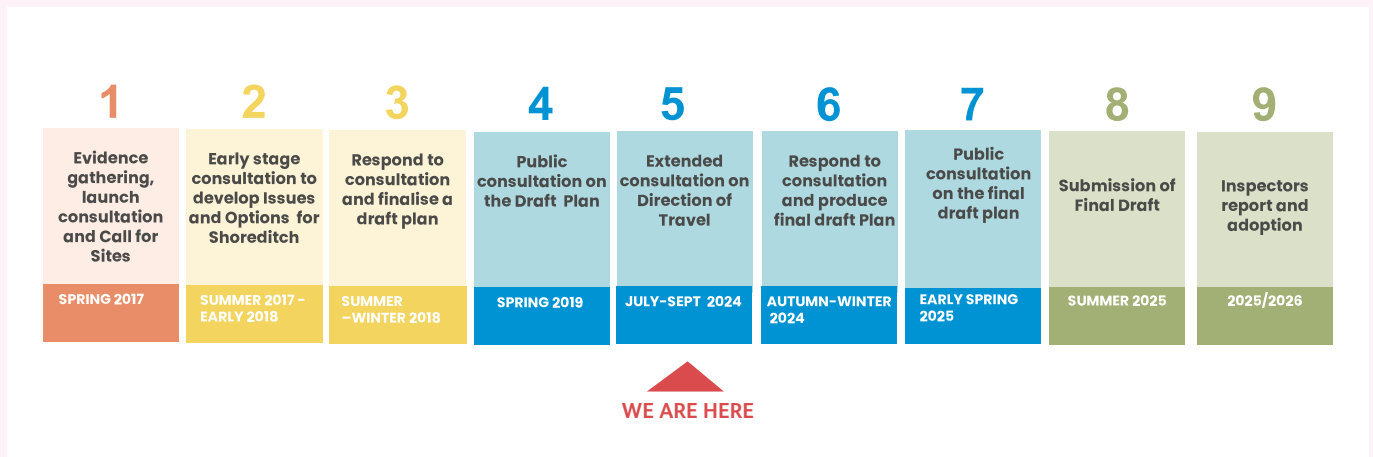 1
Evidence
gathering,
launch
consultation
and Call for
Sites
SPRING 2017
2
Early stage
consultation to
develop Issues
and Options for
Shoreditch
SUMMER 2017 -
EARLY 2018
3
Respond to
consultation
and finalise a
draft plan
SUMMER
-WINTER 2018
4
Public
consultation on
the Draft Plan
SPRING 2019
5
Extended
consultation on
Direction of
Travel
JULY-SEPT 2024
6
Respond to
consultation
and produce
final draft Plan
AUTUMN-WINTER
2024
7
Public
consultation
on the final
draft plan
EARLY SPRING
2025
8
Submission of
Final Draft
SUMMER 2025
9
Inspectors
report and
adoption
2025/2026
WE ARE HERE